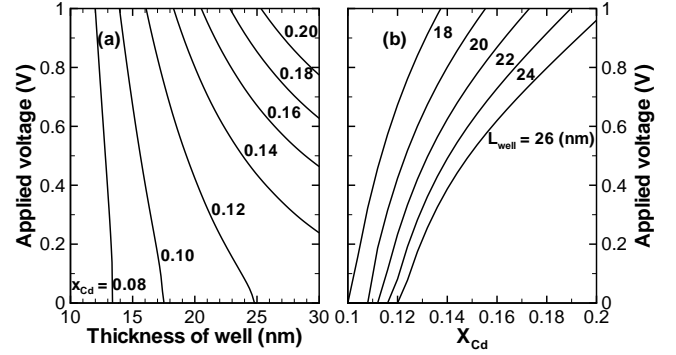 (a)
0.20
0.18
0.16
0.14
0.12
0.10
x_Cd = 0.08
Applied voltage (V)
1
0.8
0.6
0.4
0.2
0
10 15 20 25 30
Thickness of well (nm)
(b)
18
20
22
24
L_well = 26 (nm)
0.1 0.12 0.14 0.16 0.18 0.2
X_Cd
1
0.8
0.6
0.4
0.2
0
Applied voltage (V)